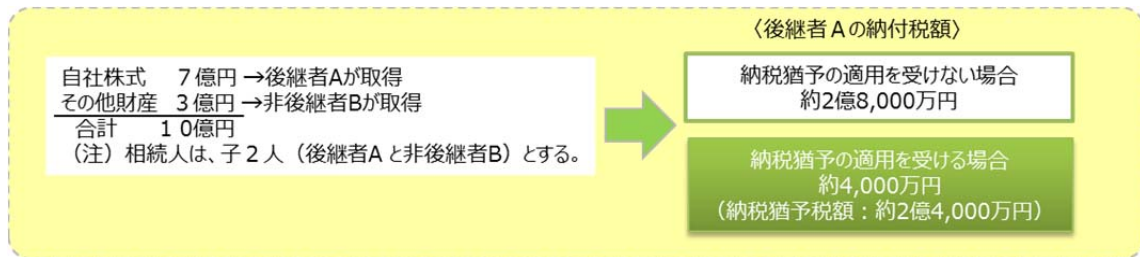 自社株式　7億円→後継者Aが取得
その他財産　3億円→非後継者Bが取得
合計　10億円
（注）相続人は、子2人（後継者Aと非後継者B）とする。
〈後継者Aの納付税額〉
納税猶予の適用を受けない場合
約2億8,000万円
納税猶予の適用を受ける場合
約4,000万円
（納税猶予税額：約2億4,000万円）